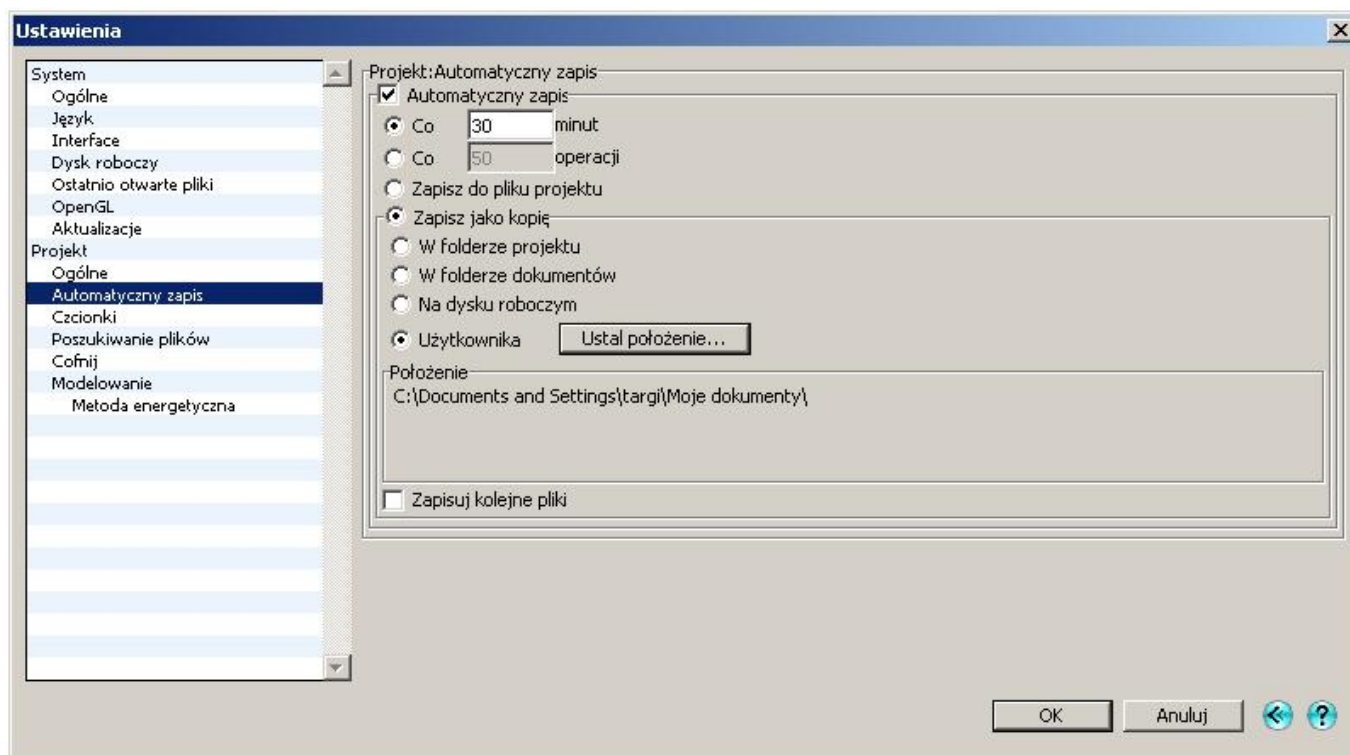 Ustawienia
System
Ogólne
Język
Interface
Dysk roboczy
Ostatnio otwarte pliki
OpenGL
Aktualizacje
Projekt
Ogólne
Automatyczny zapis
Czcionki
Poszukiwanie plików
Cofnij
Modelowanie
Metoda energetyczna
Projekt:Automatyczny zapis
Automatyczny zapis
Co 30 minut
Co 50 operacji
Zapisz do pliku projektu
Zapisz jako kopię
W folderze projektu
W folderze dokumentów
Na dysku roboczym
Użytkownika Ustal położenie...
Położenie
C:\Documents and Settings\targi\Moje dokumenty\
Zapisuj kolejne pliki
OK Anuluj ?